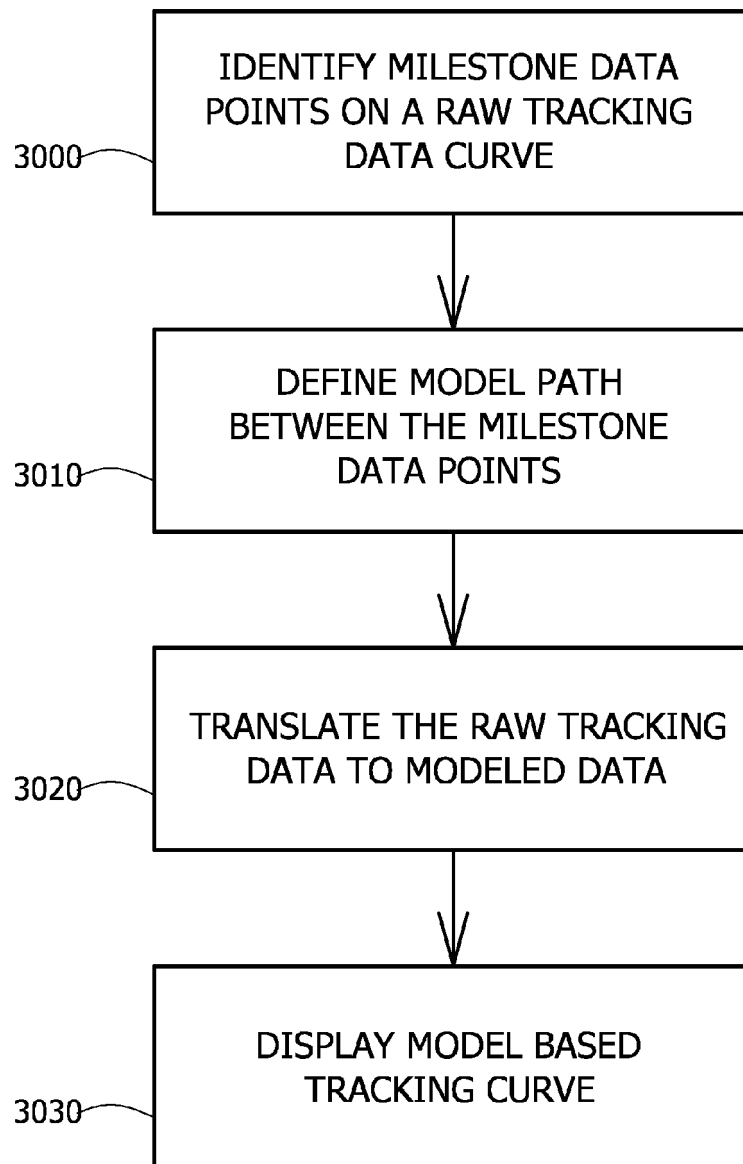 IDENTIFY MILESTONE DATA
POINTS ON A RAW TRACKING
DATA CURVE
3000
DEFINE MODEL PATH
BETWEEN THE MILESTONE
DATA POINTS
3010
TRANSLATE THE RAW TRACKING
DATA TO MODELED DATA
3020
DISPLAY MODEL BASED
TRACKING CURVE
3030